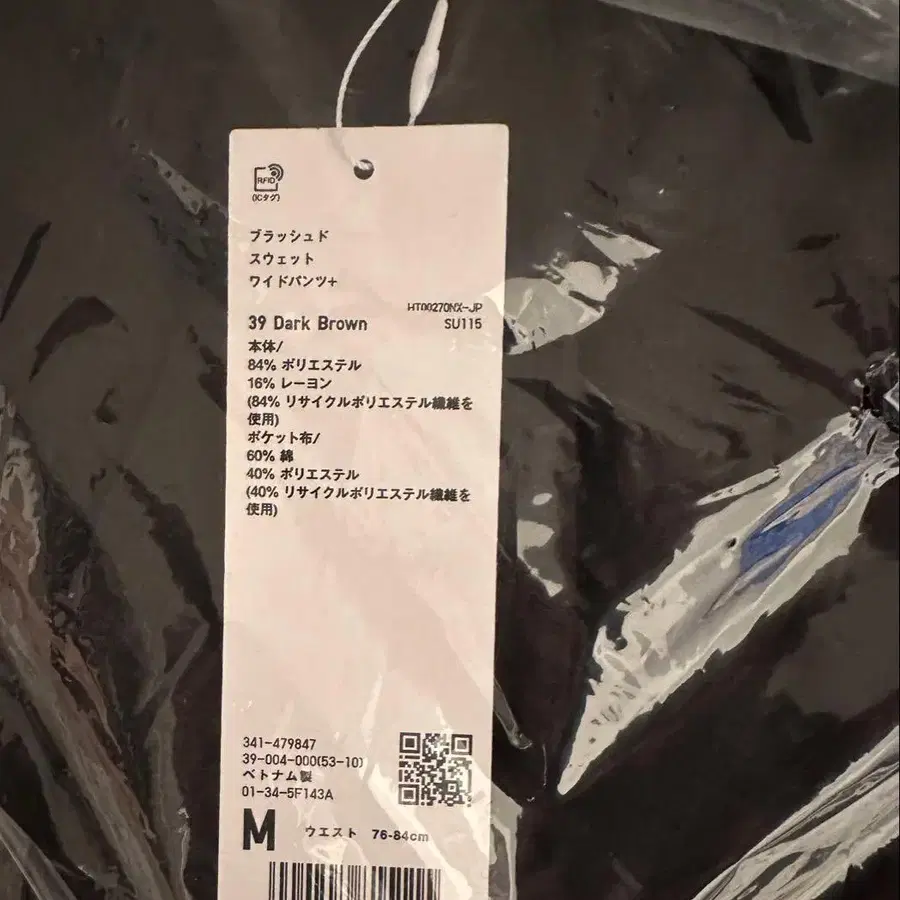 RFID
(ICタグ)
ブラッシュド
スウェット
ワイドパンツ+
HT00270NX-JP
39 Dark Brown
SU115
本体/
84% ポリエステル
16% レーヨン
(84% リサイクルポリエステル繊維を
使用)
ポケット布/
60% 綿
40% ポリエステル
(40% リサイクルポリエステル繊維を
使用)
341-479847
39-004-000(53-10)
ベトナム製
01-34-5F143A
M ウエスト 76-84cm